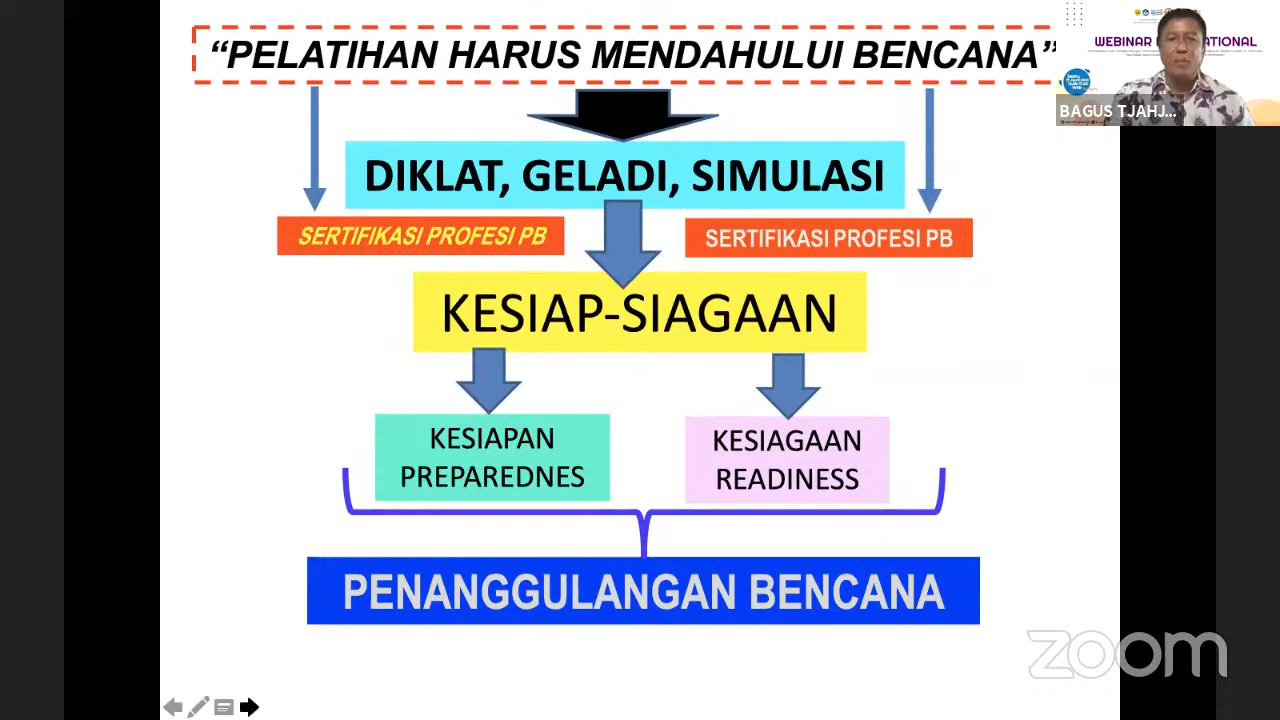 “PELATIHAN HARUS MENDAHULUI BENCANA”
WEBINAR
ATIONAL
BAGUS TJAHJ...
DIKLAT, GELADI, SIMULASI
SERTIFIKASI PROFESI PB
SERTIFIKASI PROFESI PB
KESIAP-SIAGAAN
KESIAPAN
PREPAREDNES
KESIAGAAN
READINESS
PENANGGULANGAN BENCANA
zoom